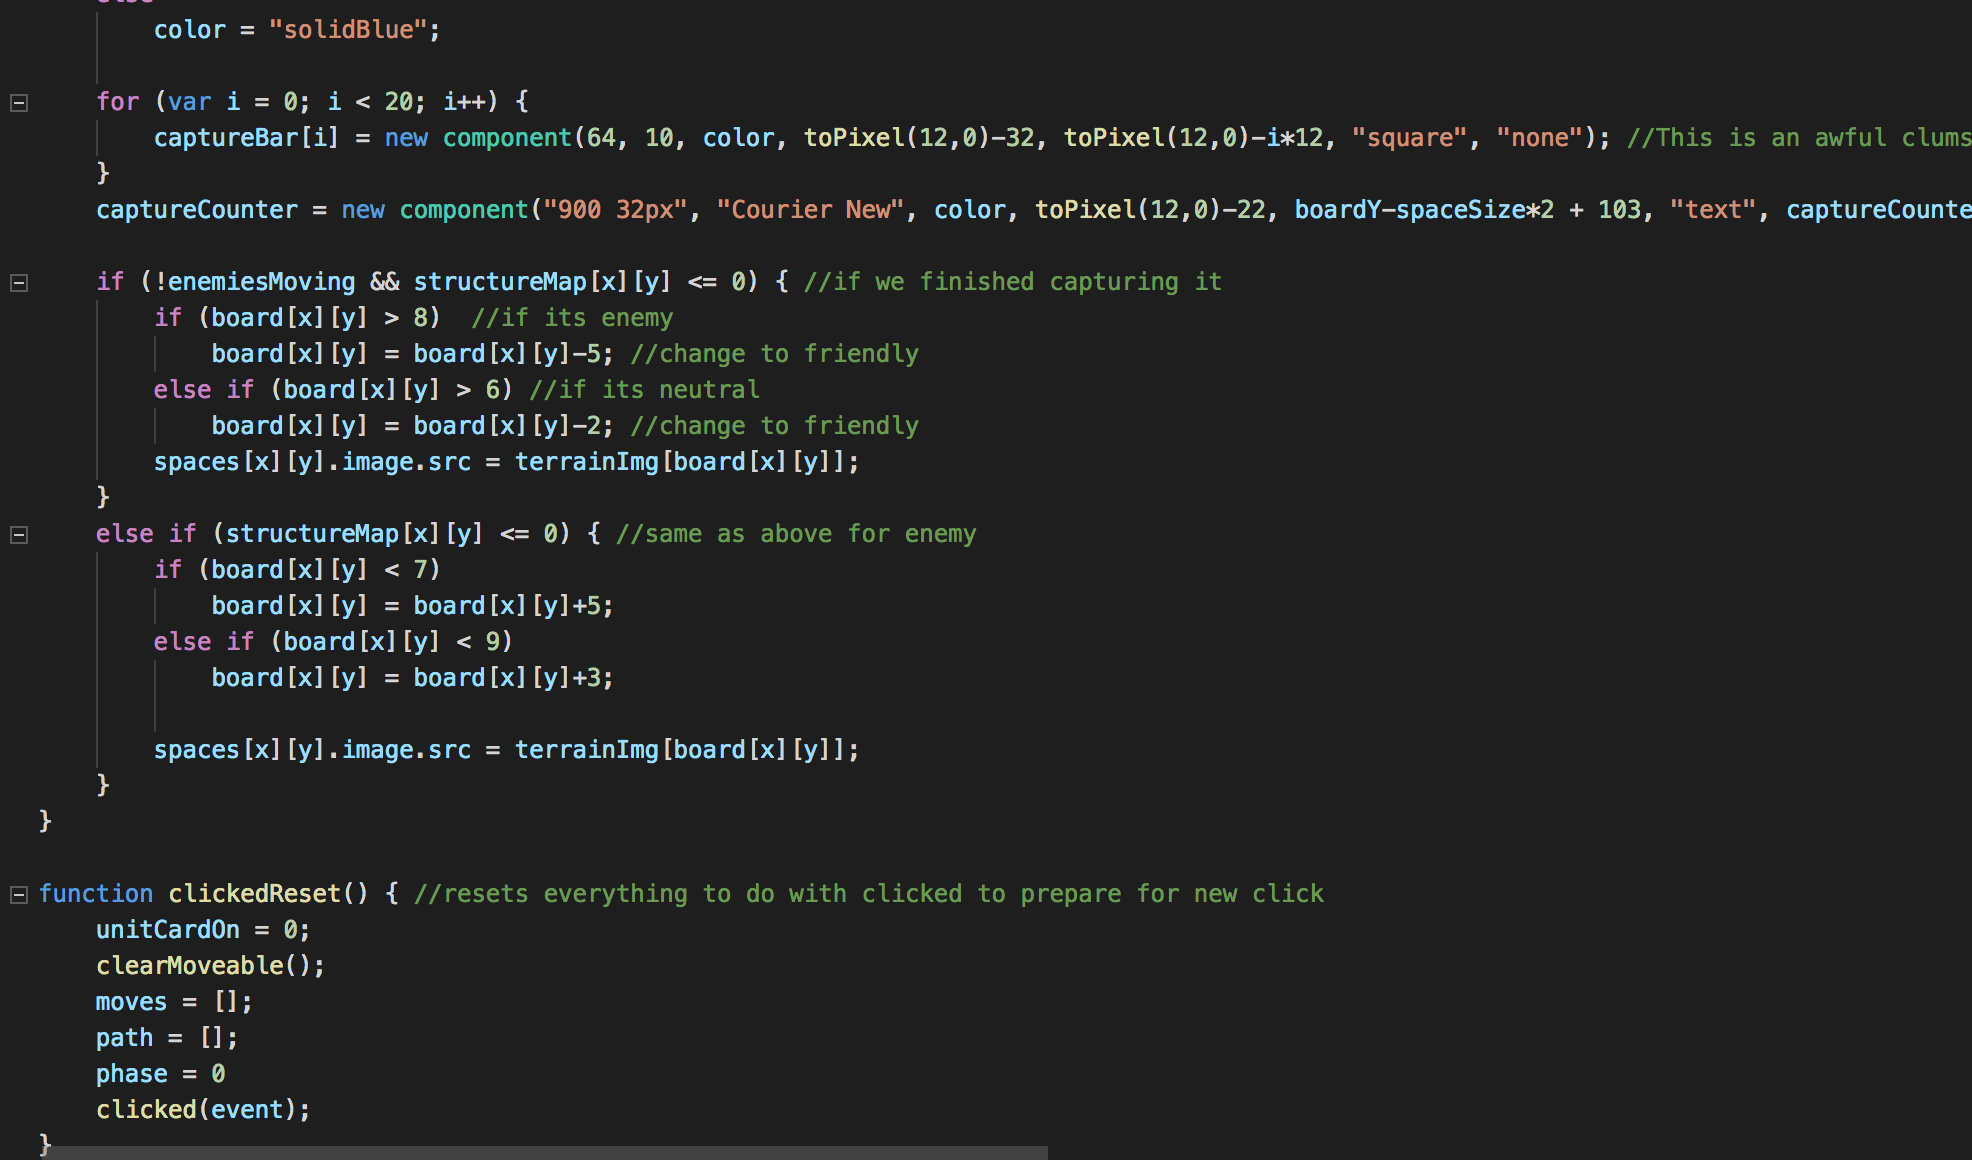 else
color = "solidBlue";
for (var i = 0; i < 20; i++) {
captureBar[i] = new component(64, 10, color, toPixel(12,0)-32, toPixel(12,0)-i*12, "square", "none"); //This is an awful clums
}
captureCounter = new component("900 32px", "Courier New", color, toPixel(12,0)-22, boardY-spaceSize*2 + 103, "text", captureCounte
if (!enemiesMoving && structureMap[x][y] <= 0) { //if we finished capturing it
if (board[x][y] > 8)  //if its enemy
board[x][y] = board[x][y]-5; //change to friendly
else if (board[x][y] > 6) //if its neutral
board[x][y] = board[x][y]-2; //change to friendly
spaces[x][y].image.src = terrainImg[board[x][y]];
}
else if (structureMap[x][y] <= 0) { //same as above for enemy
if (board[x][y] < 7)
board[x][y] = board[x][y]+5;
else if (board[x][y] < 9)
board[x][y] = board[x][y]+3;
spaces[x][y].image.src = terrainImg[board[x][y]];
}
}
function clickedReset() { //resets everything to do with clicked to prepare for new click
unitCardOn = 0;
clearMoveable();
moves = [];
path = [];
phase = 0
clicked(event);
}